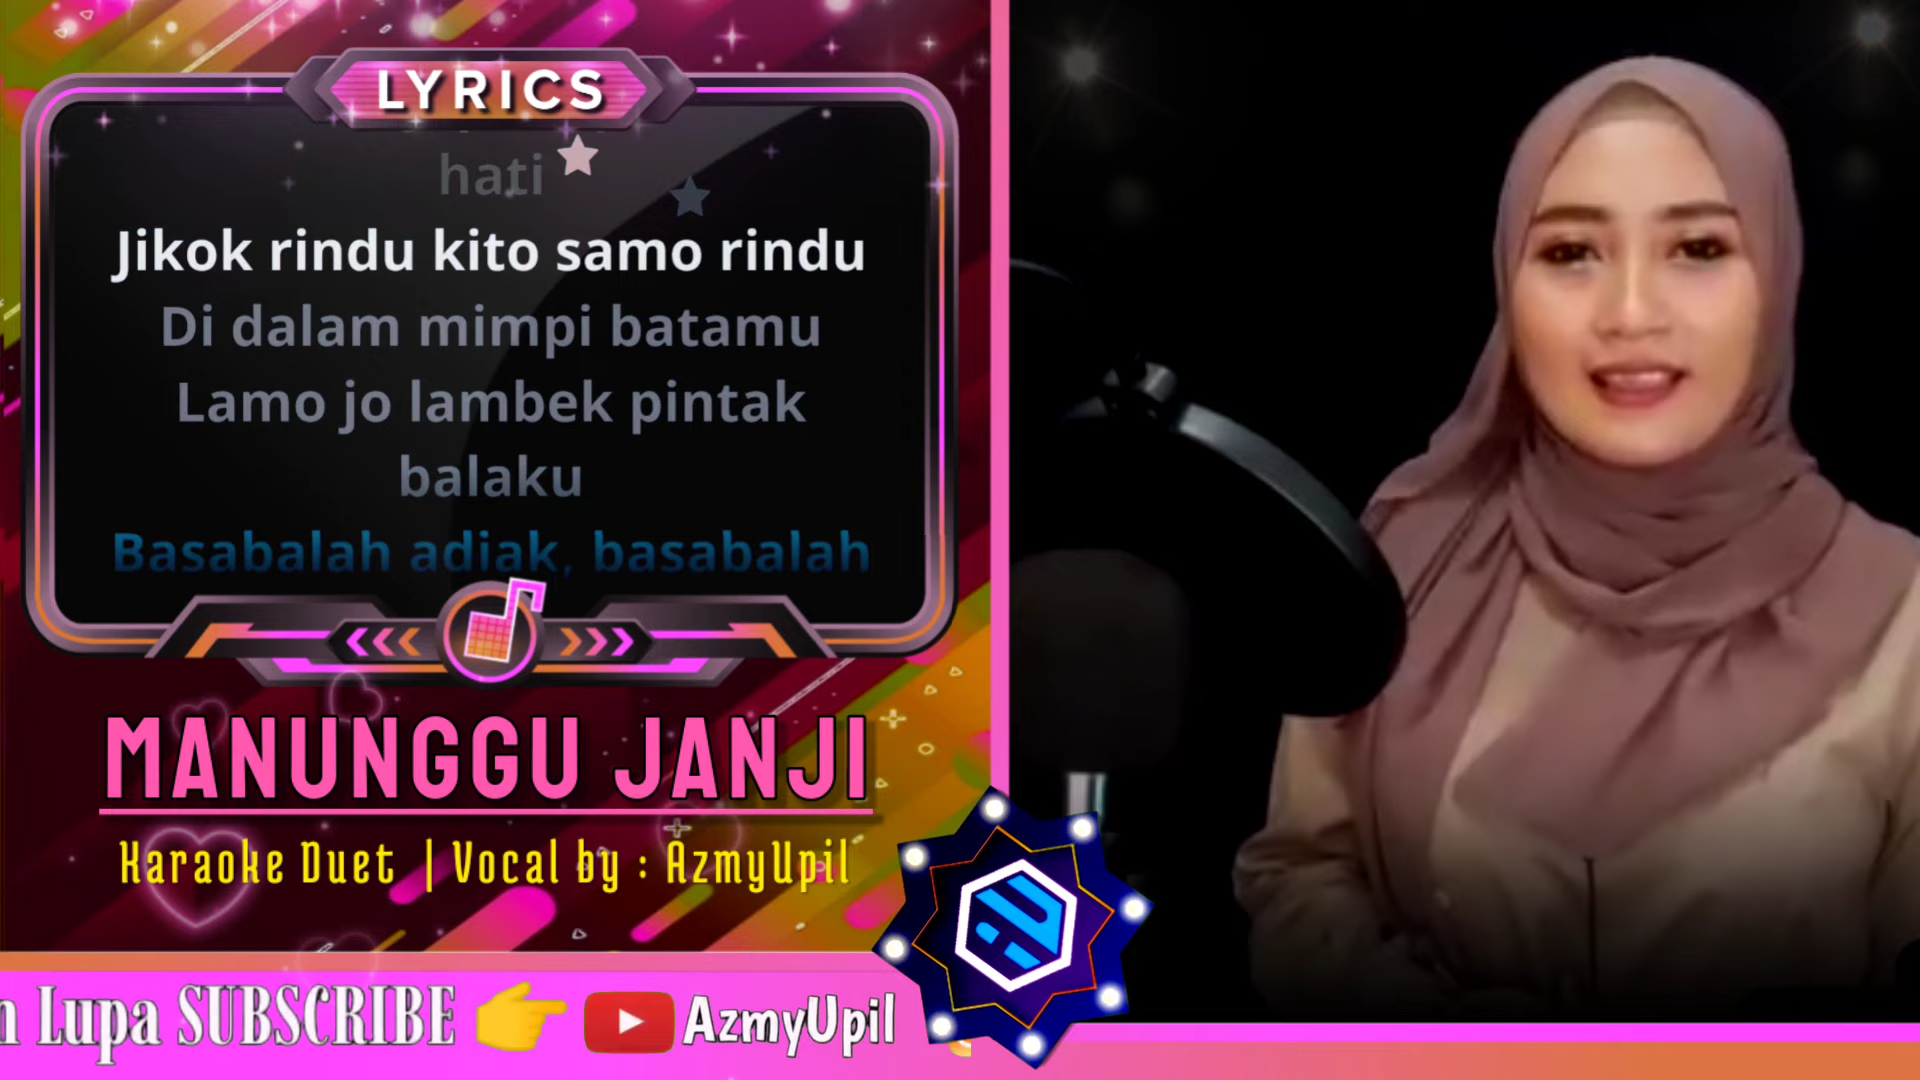 LYRICS
hati
Jikok rindu kito samo rindu
Di dalam mimpi batamu
Lamo jo lambek pintak
balaku
Basabalah adiak, basabalah
MANUNGGU JANJI
Karaoke Duet | Vocal by : AzmyUpil
Lupa SUBSCRIBE 👉 AzmyUpil